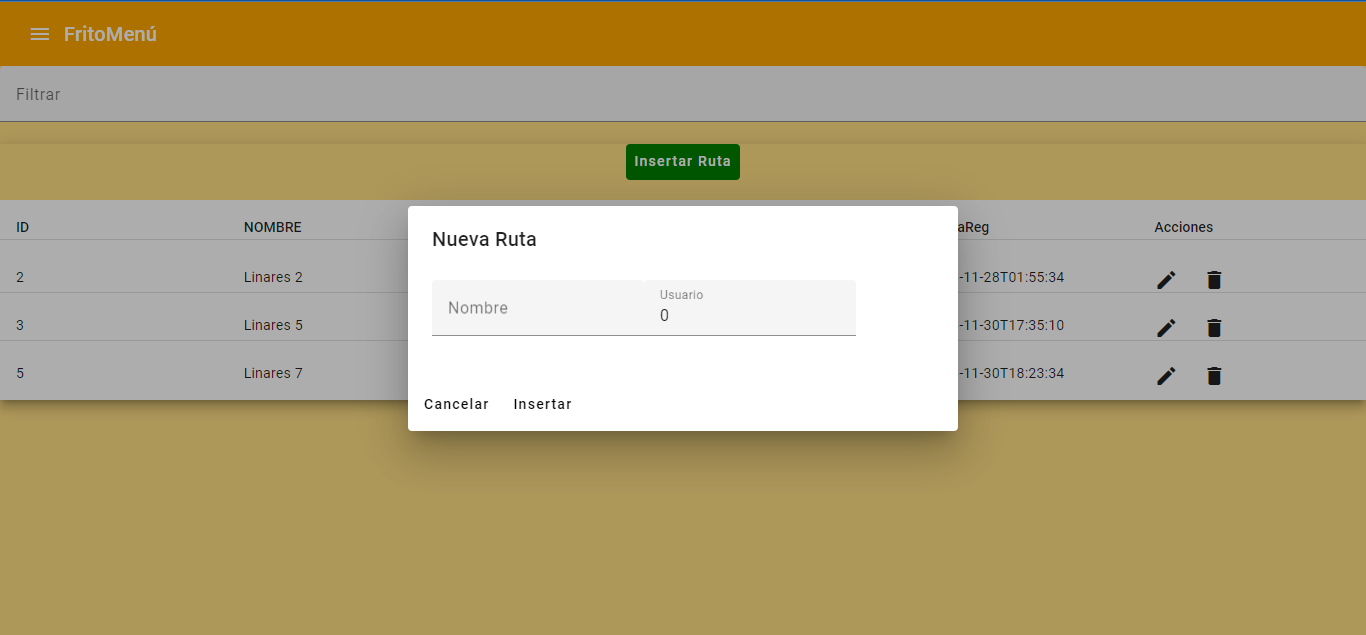 FritoMenú
Filtrar
Insertar Ruta
ID NOMBRE aReg Acciones
Nueva Ruta
2 Linares 2 -11-28T01:55:34
Nombre Usuario
0
3 Linares 5 -11-30T17:35:10
5 Linares 7 -11-30T18:23:34
Cancelar Insertar